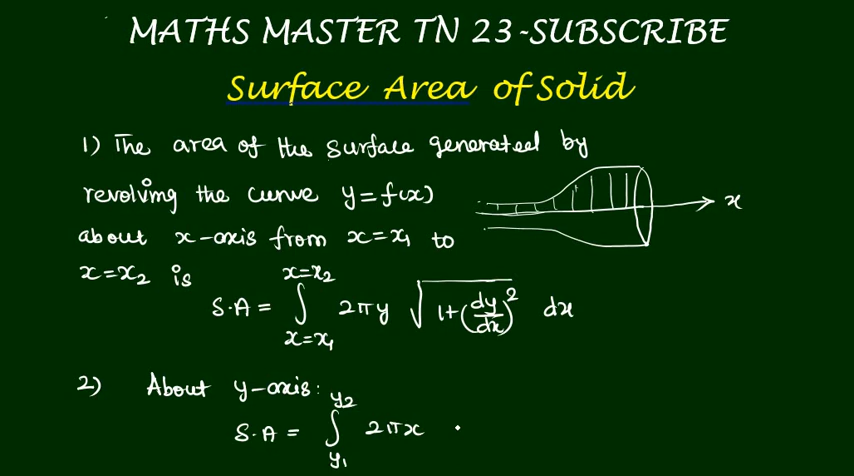 MATHS MASTER TN 23-SUBSCRIBE
Surface Area of Solid
1) The area of the surface generated by
revolving the curve y=f(x)
x
about x-axis from x=x₁ to
x=x₂ is
S.A = ∫_{x=x₁}^{x=x₂} 2πy √(1+(dy/dx)²) dx
2) About y-axis:
S.A = ∫_{y₁}^{y₂} 2πx